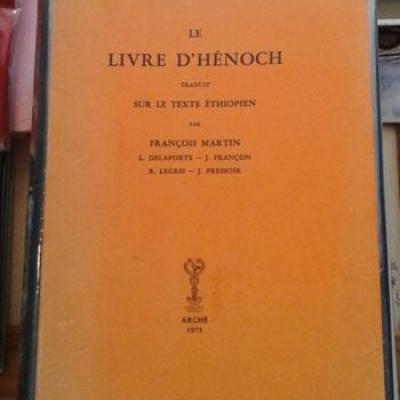 LE
LIVRE D'HÉNOCH
TRADUIT
SUR LE TEXTE ÉTHIOPIEN
PAR
FRANÇOIS MARTIN
L. DELAPORTE – J. FRANÇON
R. LEGRIS – J. PRESSOIR
ARCHÈ
1975